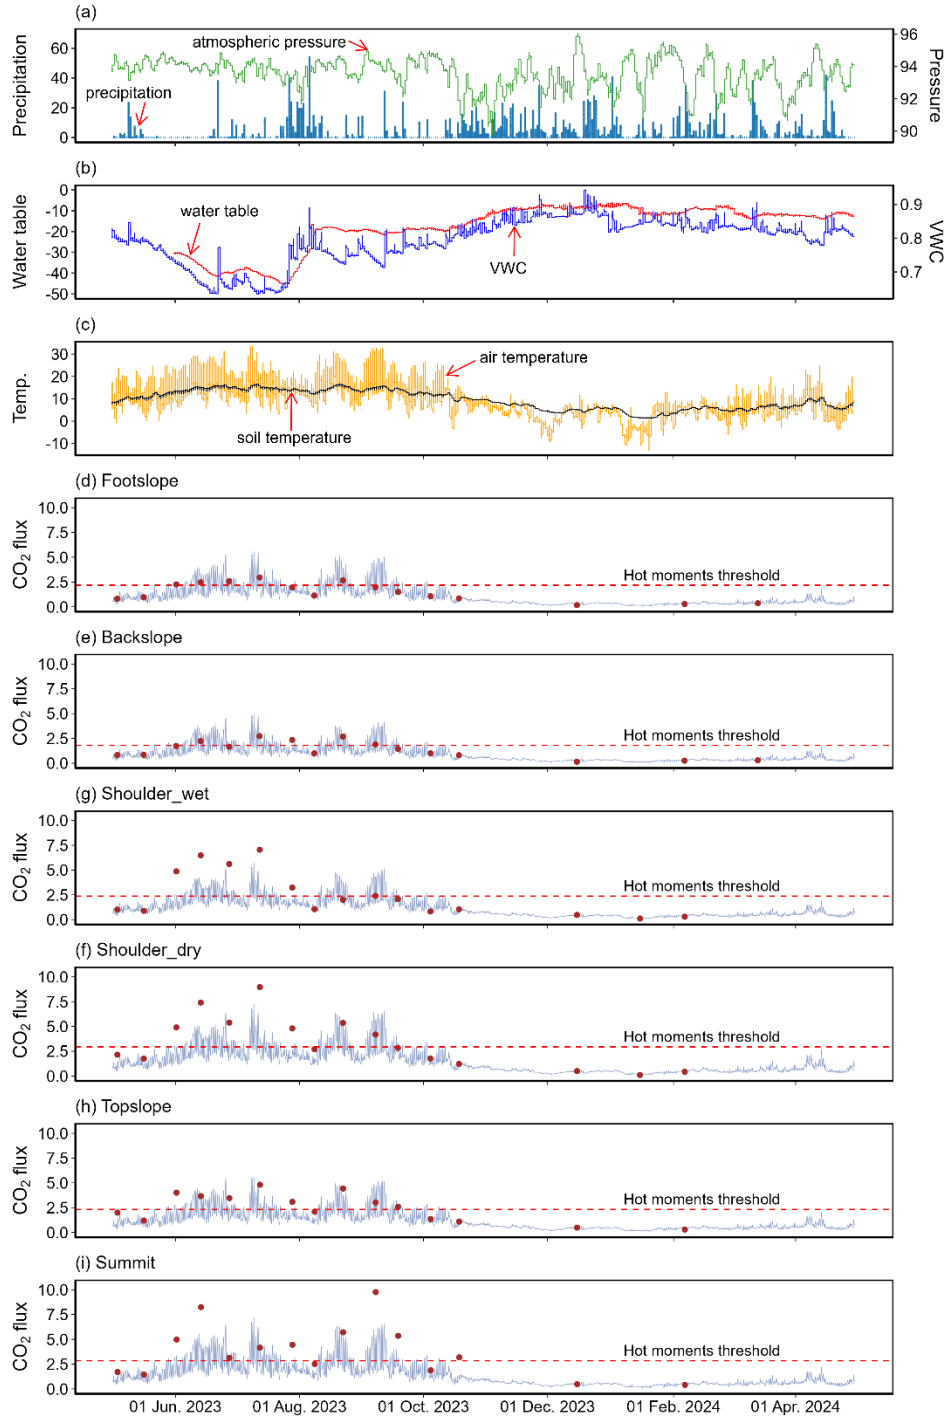 (a)
Precipitation
60
40
20
0
atmospheric pressure
precipitation
96
94
92
90
Pressure
(b)
Water table
0
-10
-20
-30
-40
-50
water table
VWC
0.9
0.8
0.7
VWC
(c)
Temp.
30
20
10
0
-10
air temperature
soil temperature
(d) Footslope
CO₂ flux
10.0
7.5
5.0
2.5
0.0
Hot moments threshold
(e) Backslope
CO₂ flux
10.0
7.5
5.0
2.5
0.0
Hot moments threshold
(g) Shoulder_wet
CO₂ flux
10.0
7.5
5.0
2.5
0.0
Hot moments threshold
(f) Shoulder_dry
CO₂ flux
10.0
7.5
5.0
2.5
0.0
Hot moments threshold
(h) Topslope
CO₂ flux
10.0
7.5
5.0
2.5
0.0
Hot moments threshold
(i) Summit
CO₂ flux
10.0
7.5
5.0
2.5
0.0
Hot moments threshold
01 Jun. 2023 01 Aug. 2023 01 Oct. 2023 01 Dec. 2023 01 Feb. 2024 01 Apr. 2024